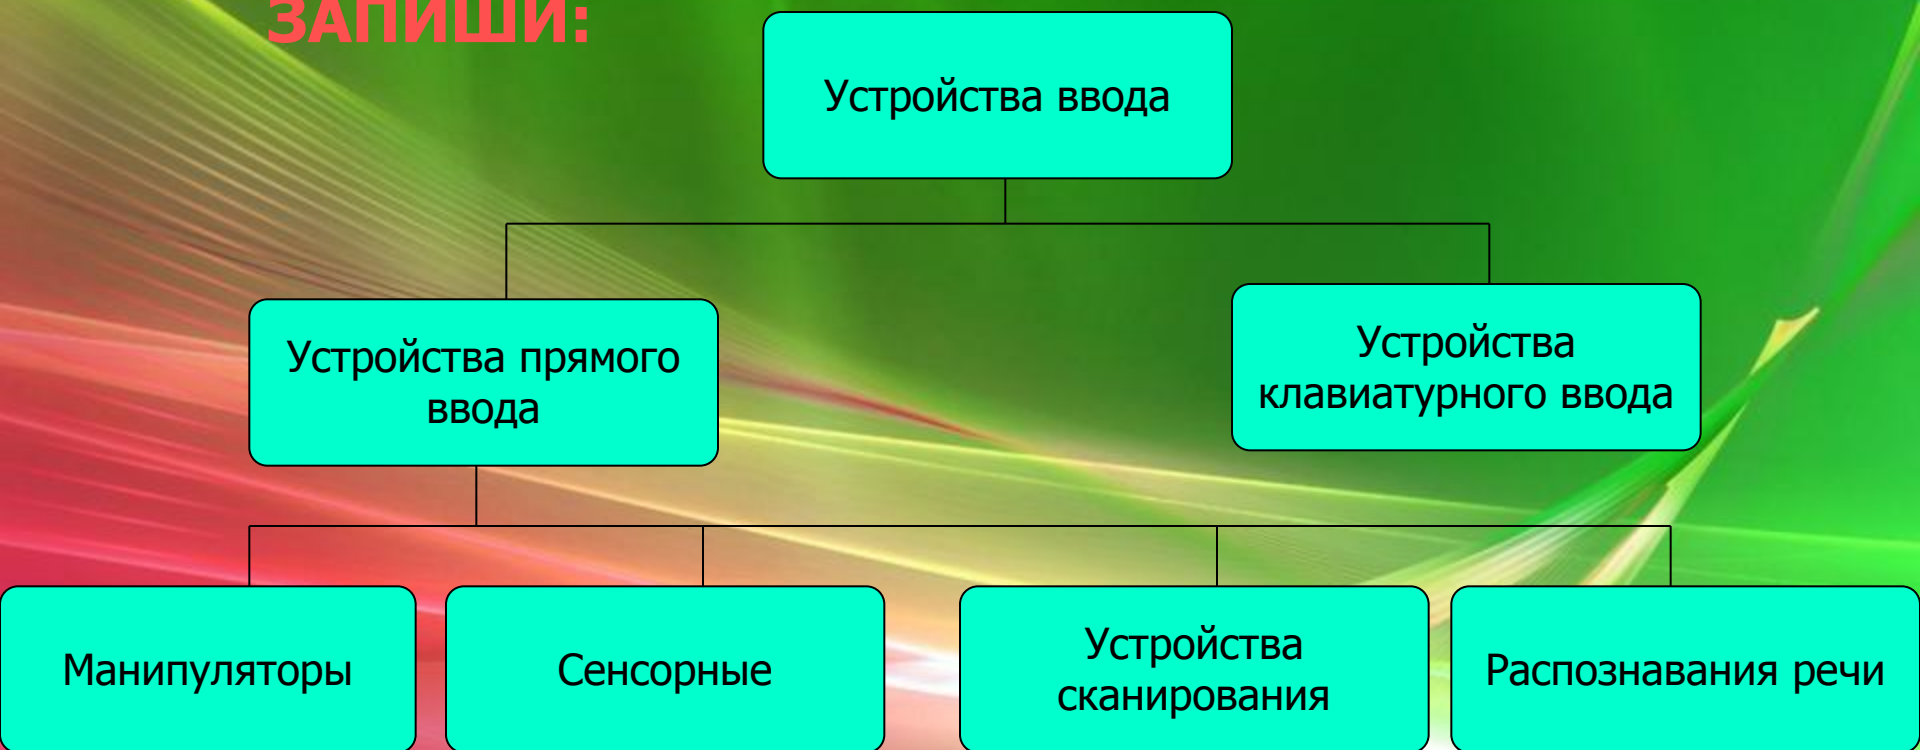 ЗАПИШИ:
Устройства ввода
Устройства прямого
ввода
Устройства
клавиатурного ввода
Манипуляторы
Сенсорные
Устройства
сканирования
Распознавания речи